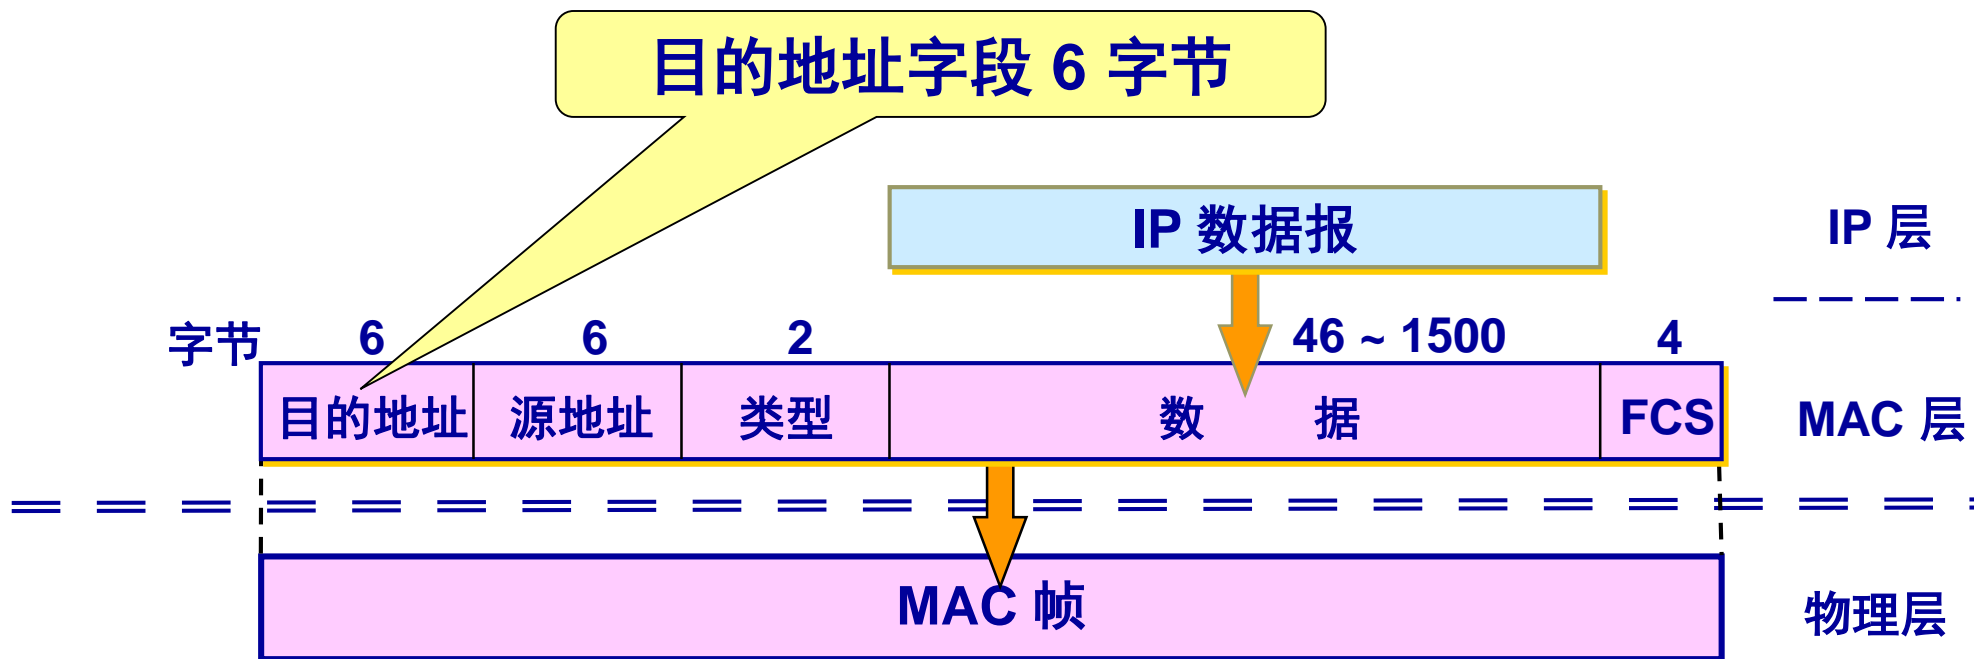 目的地址字段 6 字节
IP 数据报
IP 层
字节 6 6 2 46 ~ 1500 4
目的地址 源地址 类型 数 据 FCS
MAC 层
MAC 帧
物理层